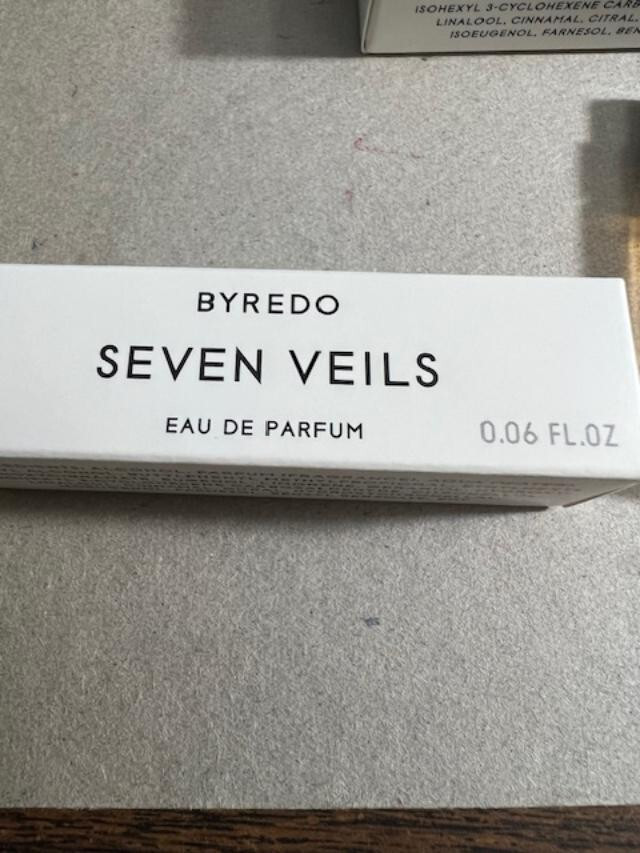 ISOHEXYL 3-CYCLOHEXENE CARB
LINALOOL, CINNAMAL, CITRAL,
ISOEUGENOL, FARNESOL, BEN
BYREDO
SEVEN VEILS
EAU DE PARFUM
0.06 FL.OZ